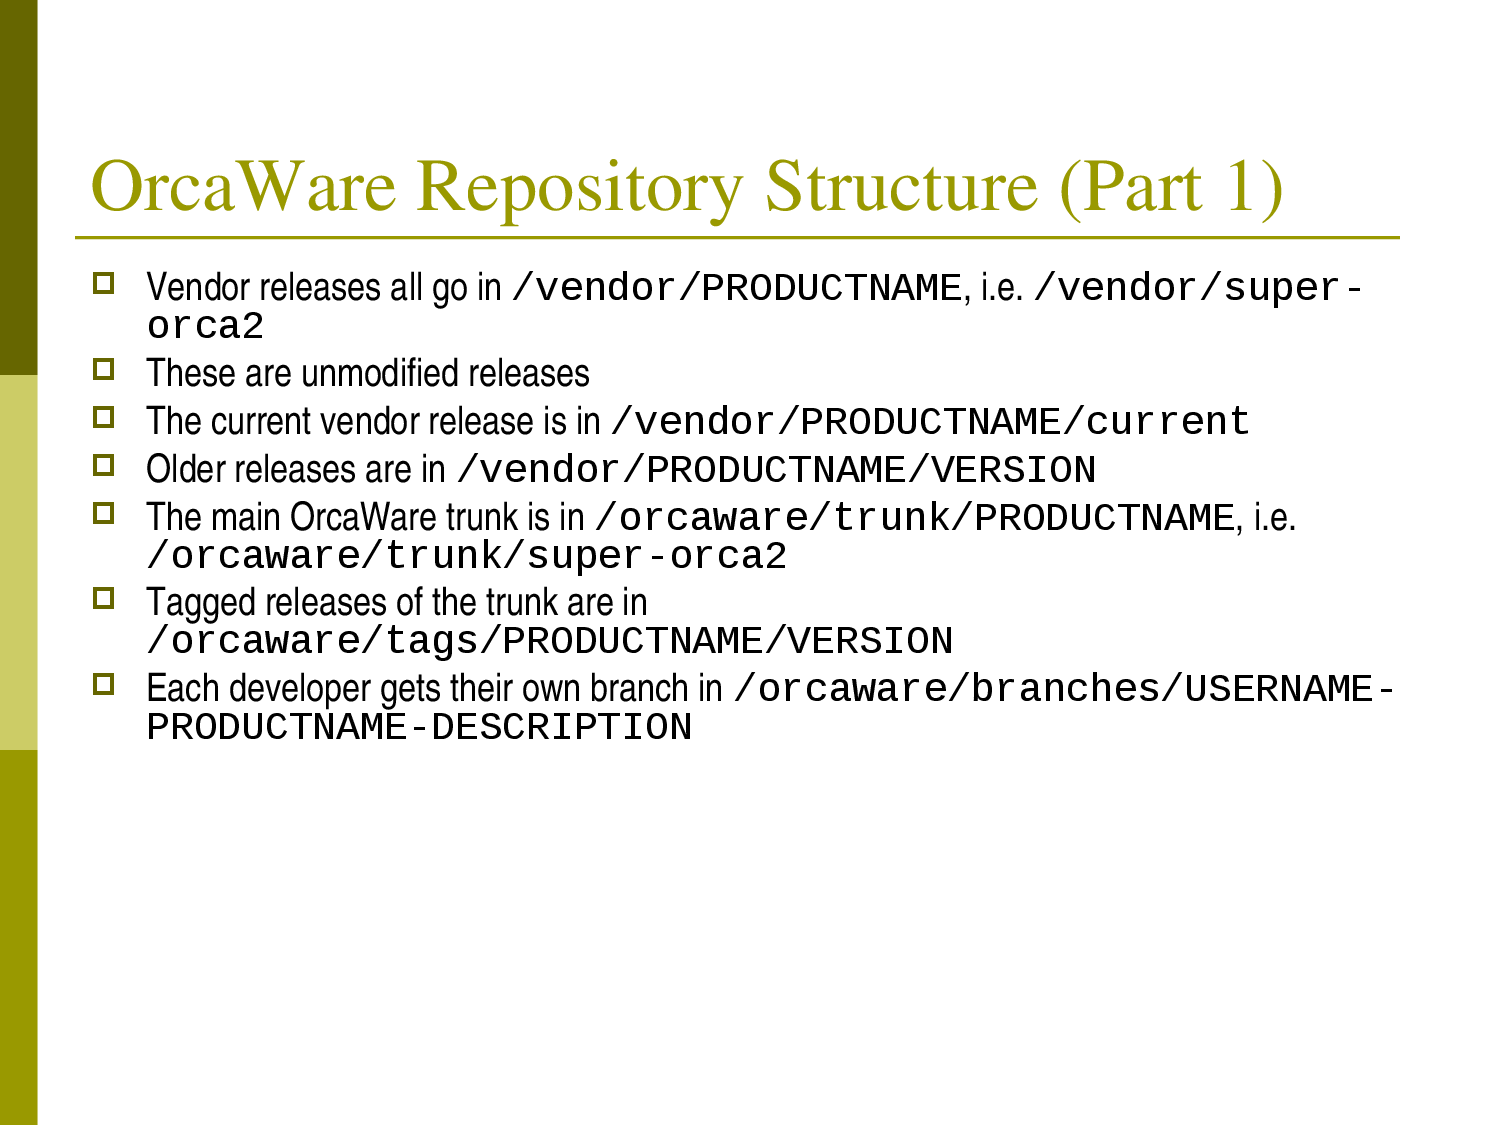 OrcaWare Repository Structure (Part 1)
Vendor releases all go in /vendor/PRODUCTNAME, i.e. /vendor/super-
orca2
These are unmodified releases
The current vendor release is in /vendor/PRODUCTNAME/current
Older releases are in /vendor/PRODUCTNAME/VERSION
The main OrcaWare trunk is in /orcaware/trunk/PRODUCTNAME, i.e.
/orcaware/trunk/super-orca2
Tagged releases of the trunk are in
/orcaware/tags/PRODUCTNAME/VERSION
Each developer gets their own branch in /orcaware/branches/USERNAME-
PRODUCTNAME-DESCRIPTION